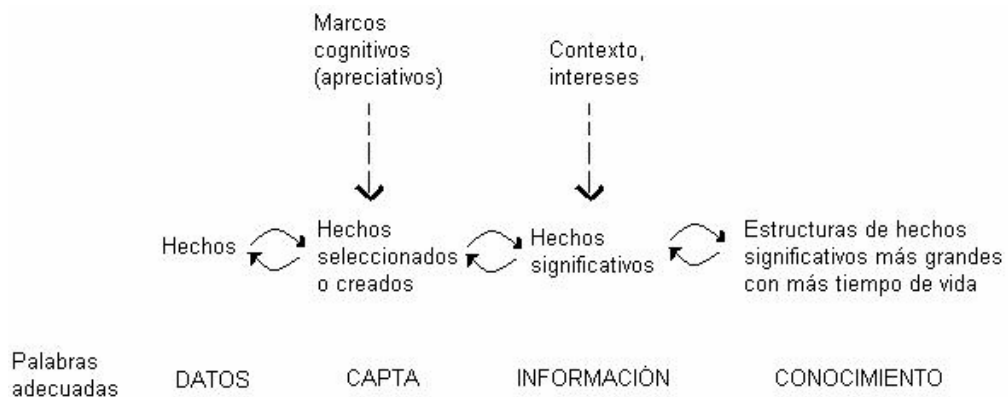 Marcos
cognitivos
(apreciativos)
Contexto,
intereses
Hechos
Hechos
seleccionados
o creados
Hechos
significativos
Estructuras de hechos
significativos más grandes
con más tiempo de vida
Palabras
adecuadas
DATOS
CAPTA
INFORMACIÓN
CONOCIMIENTO